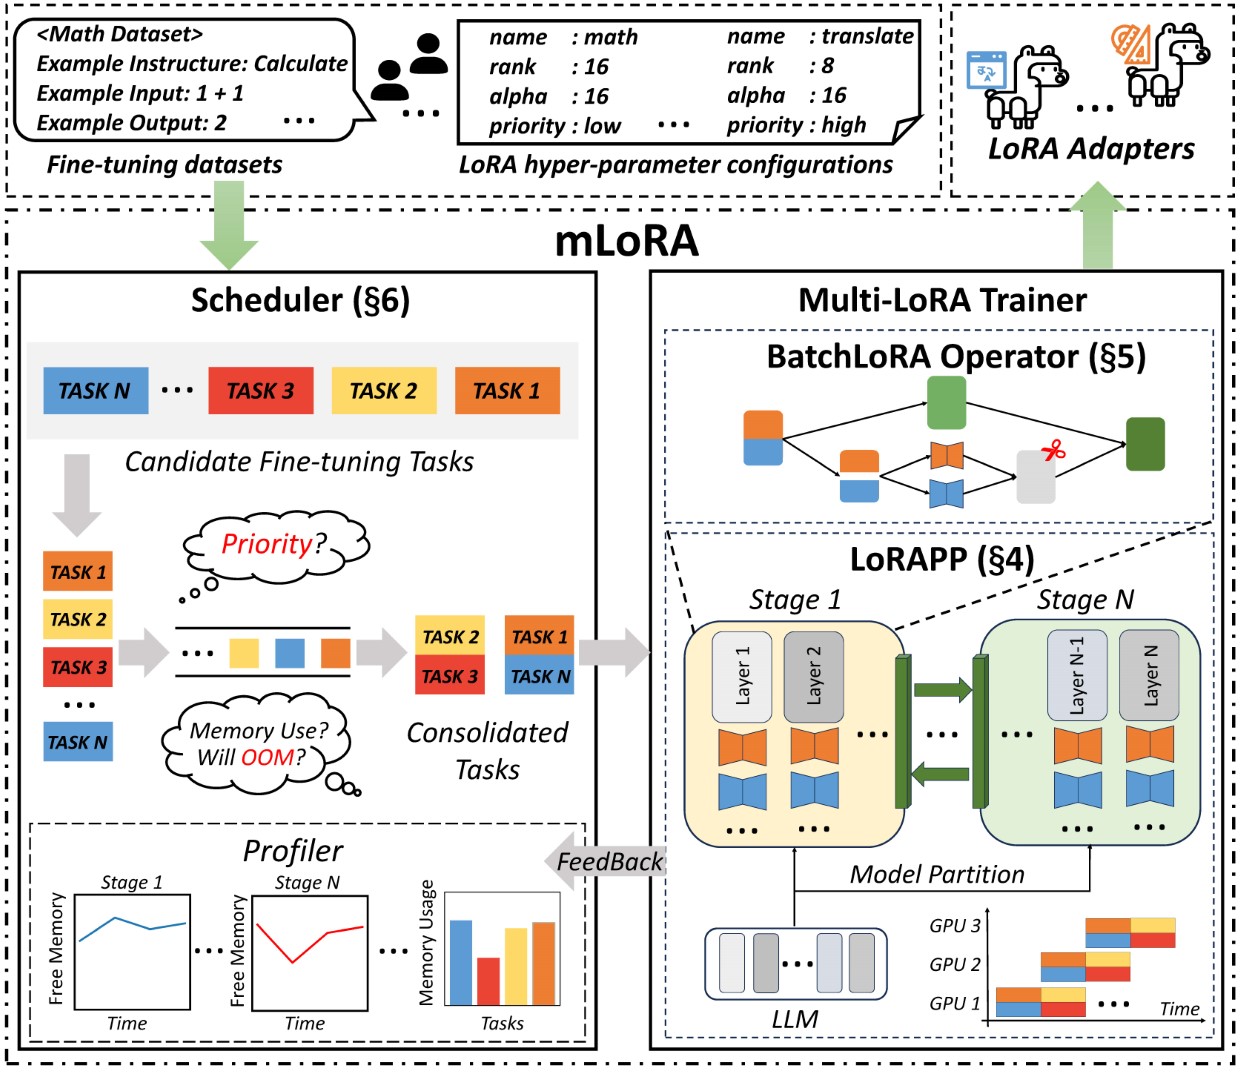 <Math Dataset>
Example Instructure: Calculate
Example Input: 1 + 1
Example Output: 2 ...
Fine-tuning datasets
...
name : math
rank : 16
alpha : 16
priority : low
...
name : translate
rank : 8
alpha : 16
priority : high
LoRA hyper-parameter configurations
...
LoRA Adapters
mLoRA
Scheduler (§6)
TASK N ... TASK 3 TASK 2 TASK 1
Candidate Fine-tuning Tasks
TASK 1
TASK 2
TASK 3
...
TASK N
Priority?
...
Memory Use?
Will OOM?
TASK 2 TASK 1
TASK 3 TASK N
Consolidated
Tasks
Profiler
Stage 1
Free Memory
Time
...
Stage N
Free Memory
Time
...
Memory Usage
Tasks
FeedBack
Multi-LoRA Trainer
BatchLoRA Operator (§5)
LoRAPP (§4)
Stage 1
Layer 1
Layer 2
...
... ...
...
Stage N
...
Layer N-1
Layer N
... ...
Model Partition
...
LLM
GPU 3
GPU 2
GPU 1
...
Time